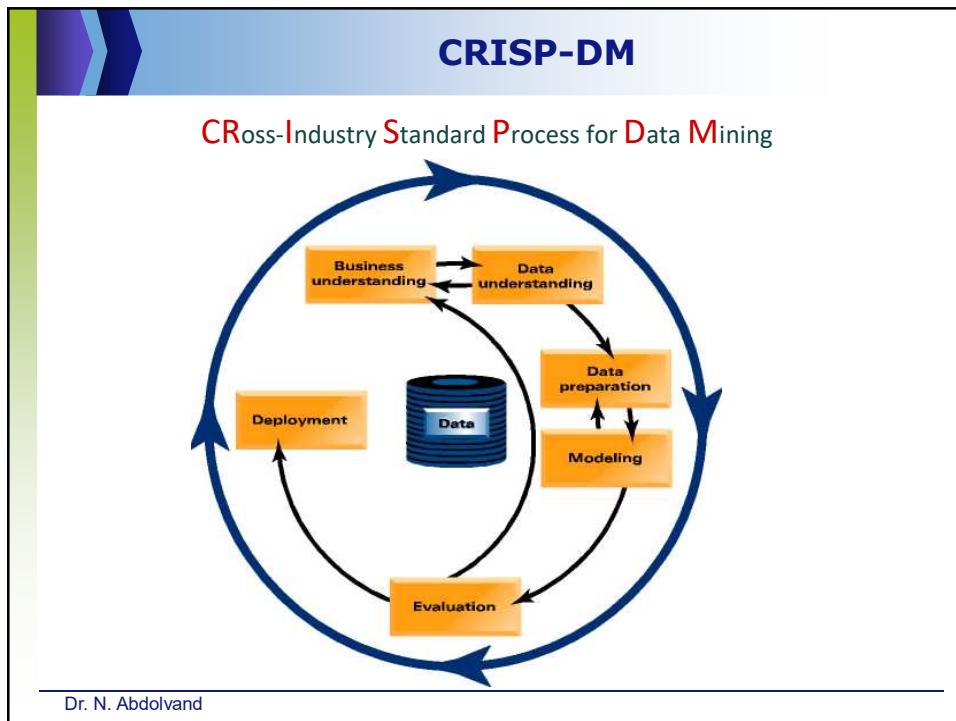 CRISP-DM
CRoss-Industry Standard Process for Data Mining
Business
understanding
Data
understanding
Data
preparation
Modeling
Deployment
Data
Evaluation
Dr. N. Abdolvand